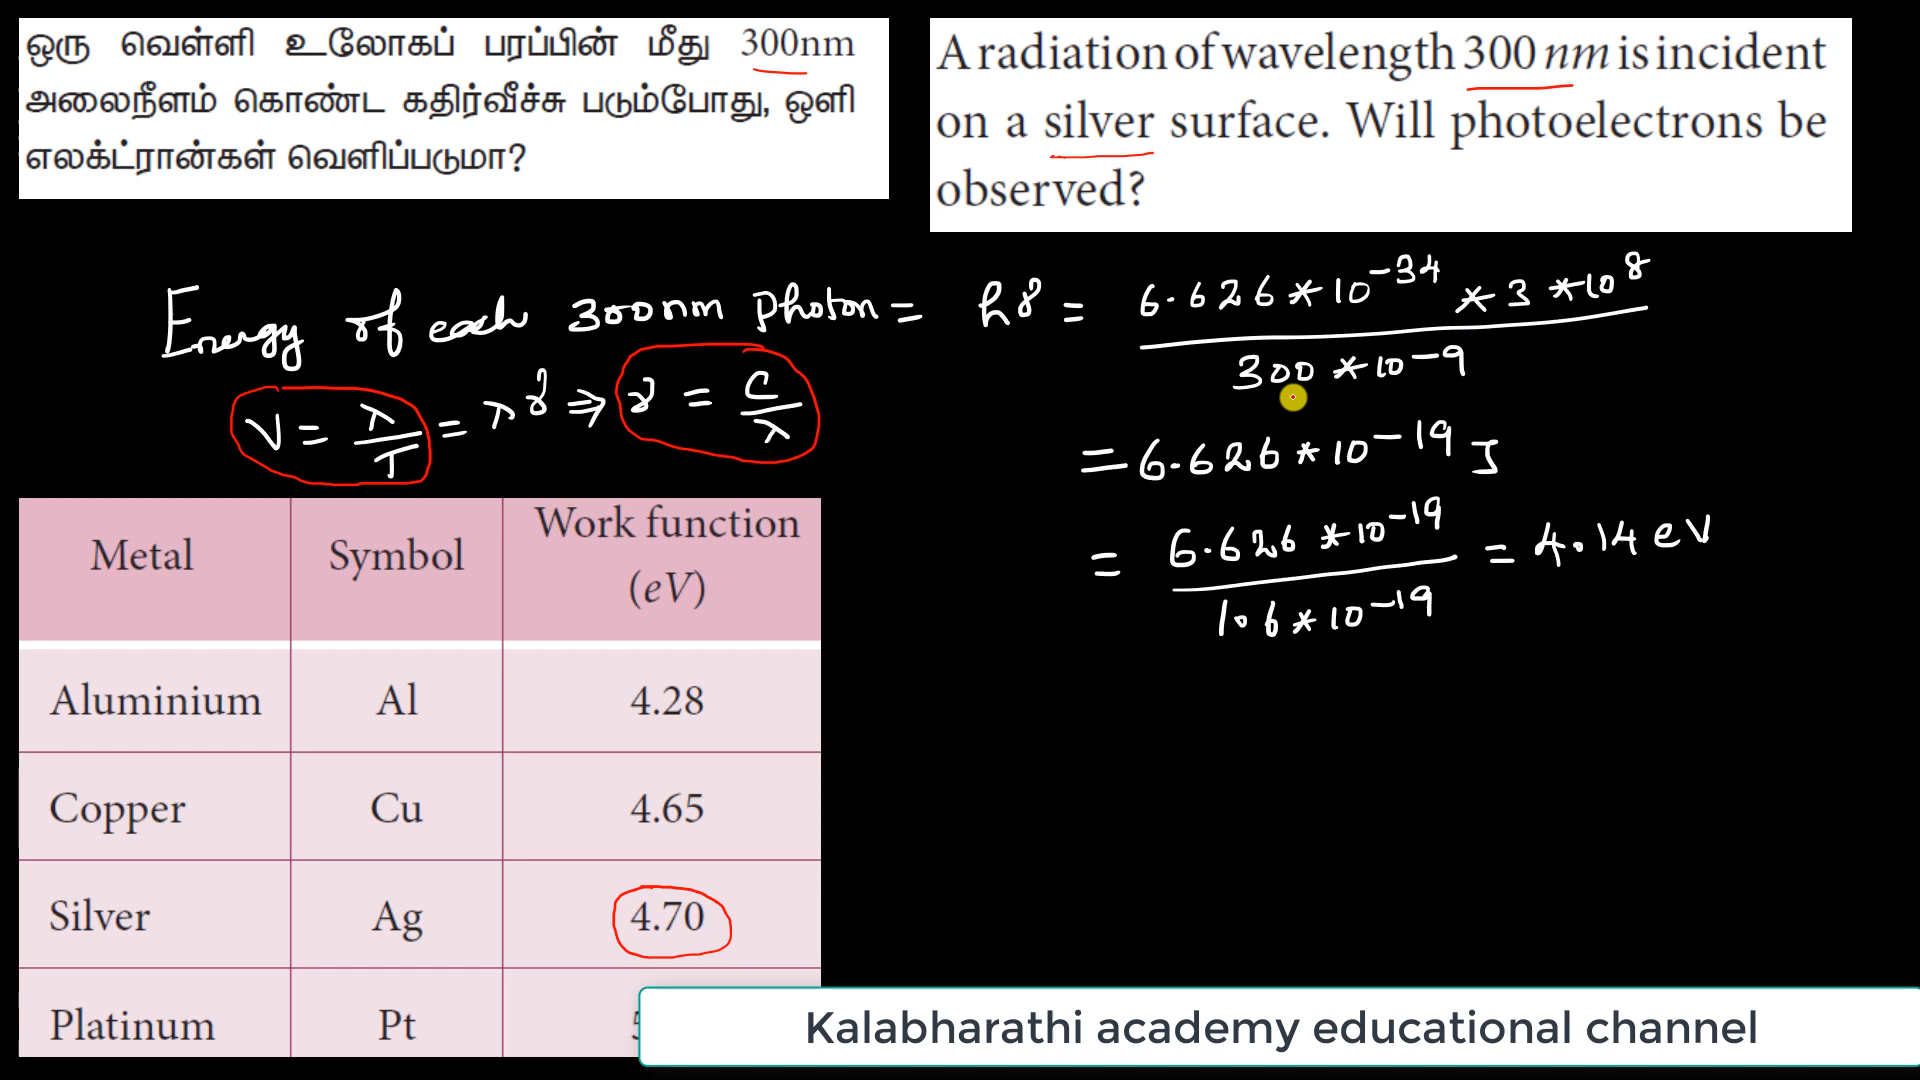 ஒரு வெள்ளி உலோகப் பரப்பின் மீது 300nm
அலைநீளம் கொண்ட கதிர்வீச்சு படும்போது, ஒளி
எலக்ட்ரான்கள் வெளிப்படுமா?
A radiation of wavelength 300 nm is incident
on a silver surface. Will photoelectrons be
observed?
Energy of each 300nm photon = hγ = 6.626*10⁻³⁴ * 3*10⁸ / 300*10⁻⁹
V = λ/T = λγ ⇒ γ = C/λ
= 6.626*10⁻¹⁹ J
= 6.626*10⁻¹⁹ / 1.6*10⁻¹⁹ = 4.14 eV
Metal Symbol Work function (eV)
Aluminium Al 4.28
Copper Cu 4.65
Silver Ag 4.70
Platinum Pt
Kalabharathi academy educational channel